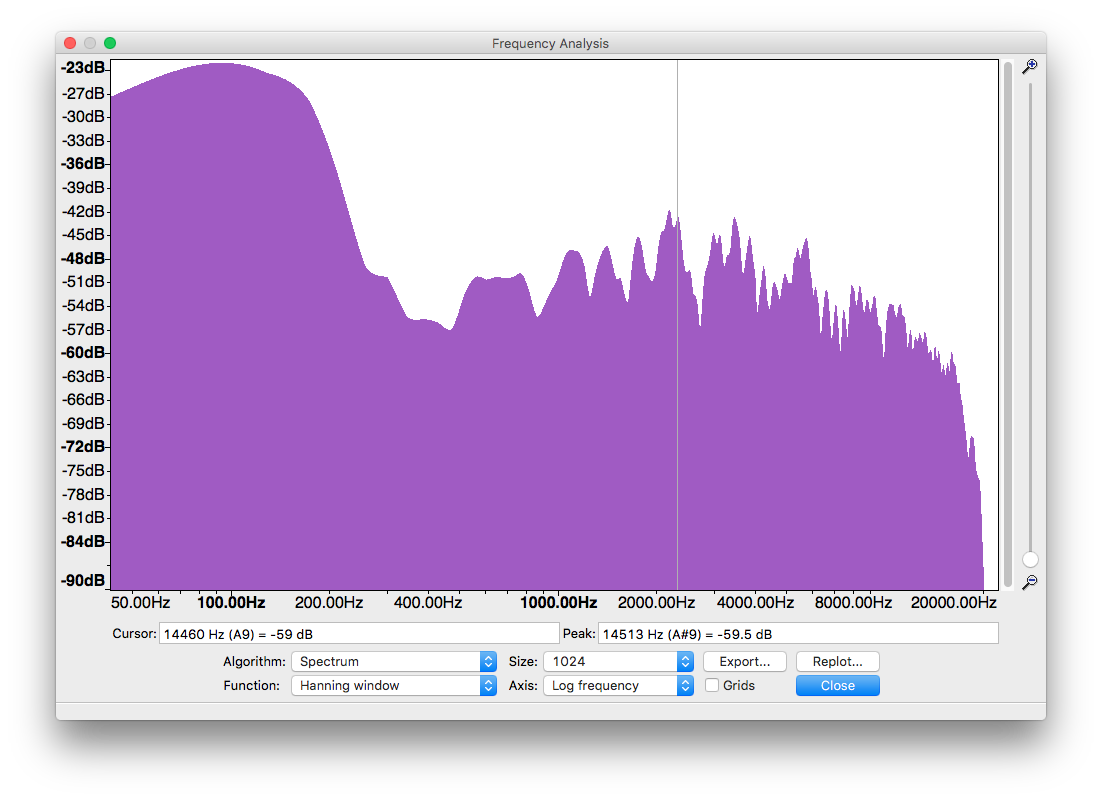 Frequency Analysis
-23dB
-27dB
-30dB
-33dB
-36dB
-39dB
-42dB
-45dB
-48dB
-51dB
-54dB
-57dB
-60dB
-63dB
-66dB
-69dB
-72dB
-75dB
-78dB
-81dB
-84dB
-90dB
50.00Hz 100.00Hz 200.00Hz 400.00Hz 1000.00Hz 2000.00Hz 4000.00Hz 8000.00Hz 20000.00Hz
Cursor: 14460 Hz (A9) = -59 dB Peak: 14513 Hz (A#9) = -59.5 dB
Algorithm: Spectrum Size: 1024 Export... Replot...
Function: Hanning window Axis: Log frequency Grids Close